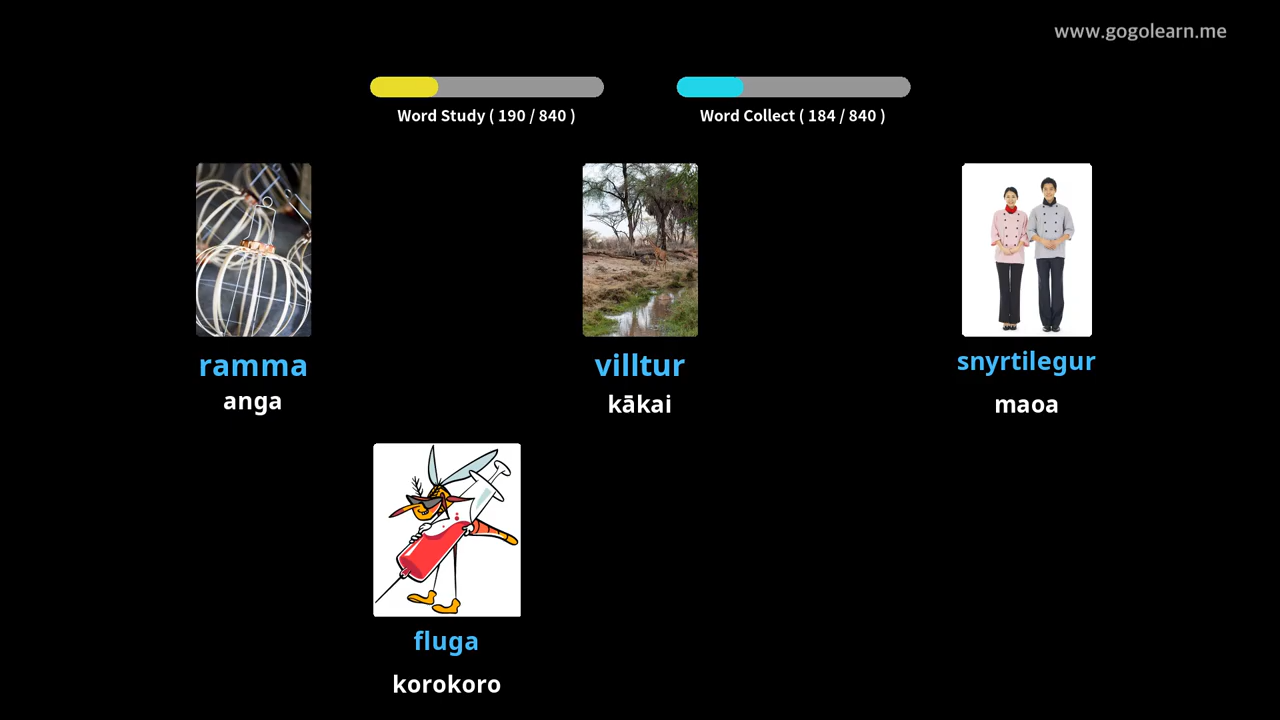 www.gogolearn.me
Word Study ( 190 / 840 )
Word Collect ( 184 / 840 )
ramma
anga
villtur
kākai
snyrtilegur
maoa
fluga
korokoro